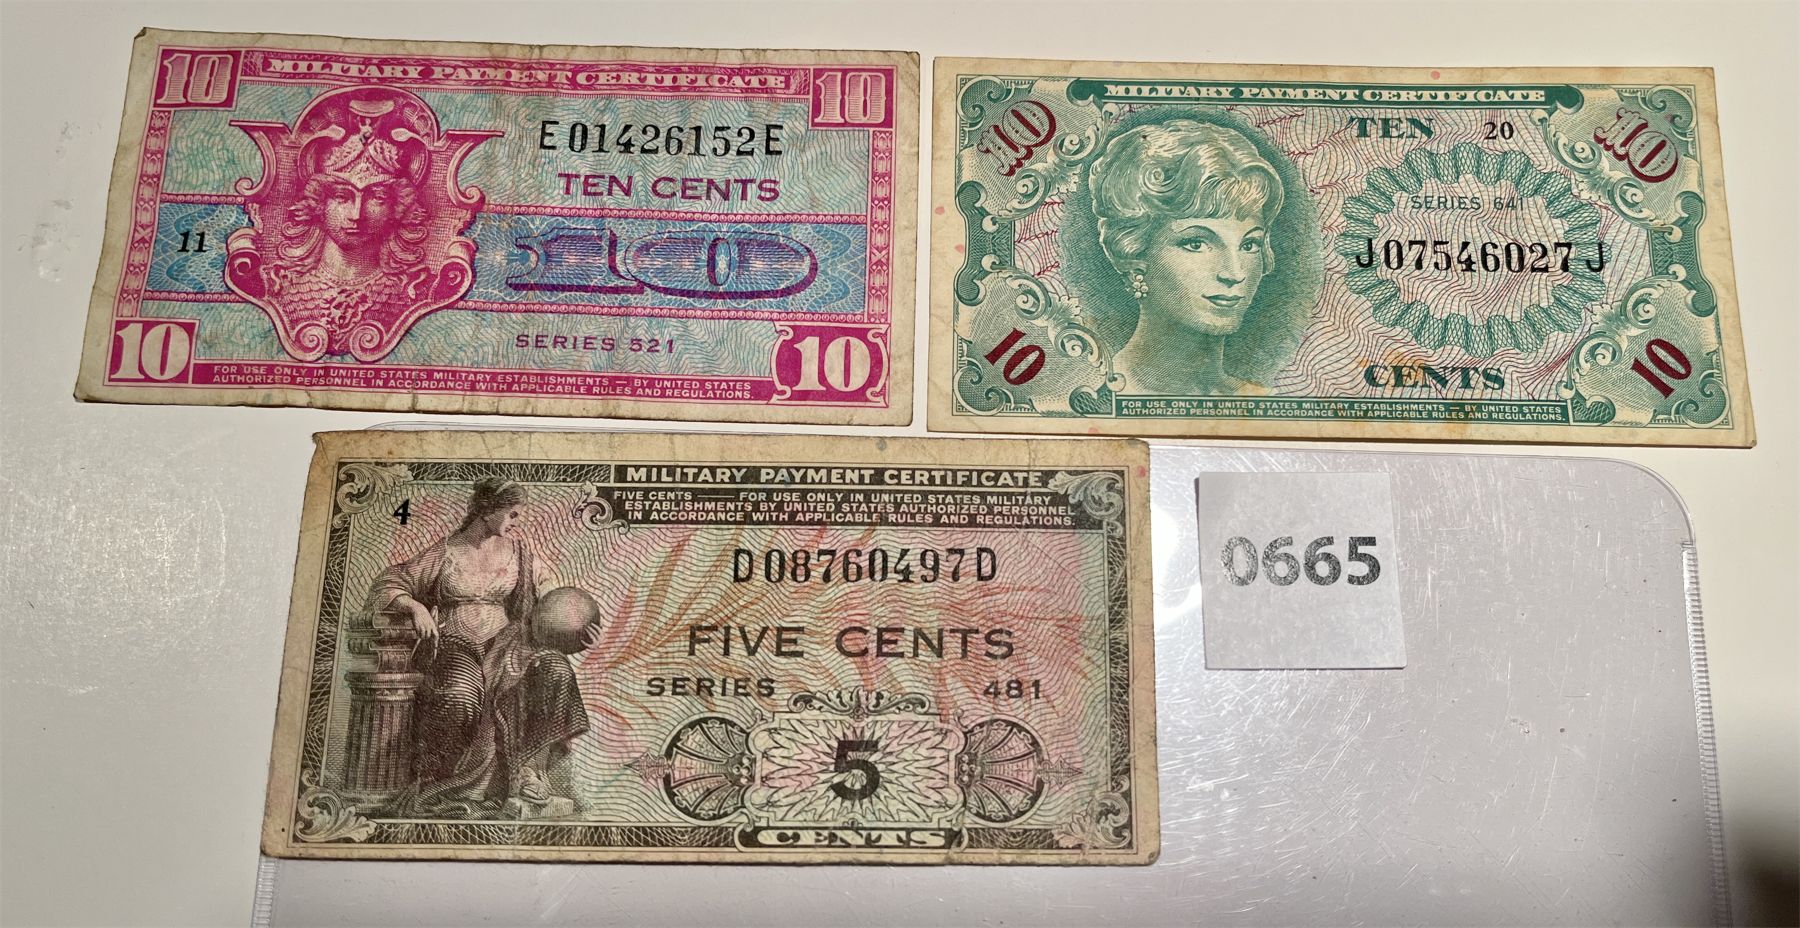 10 MILITARY PAYMENT CERTIFICATE 10
E01426152E
TEN CENTS
11
10
SERIES 521
10 10
FOR USE ONLY IN UNITED STATES MILITARY ESTABLISHMENTS — BY UNITED STATES
AUTHORIZED PERSONNEL IN ACCORDANCE WITH APPLICABLE RULES AND REGULATIONS.
MILITARY PAYMENT CERTIFICATE
10 TEN 20 10
SERIES 641
J07546027J
10 CENTS 10
FOR USE ONLY IN UNITED STATES MILITARY ESTABLISHMENTS — BY UNITED STATES
AUTHORIZED PERSONNEL IN ACCORDANCE WITH APPLICABLE RULES AND REGULATIONS.
MILITARY PAYMENT CERTIFICATE
FIVE CENTS — FOR USE ONLY IN UNITED STATES MILITARY
ESTABLISHMENTS BY UNITED STATES AUTHORIZED PERSONNEL
IN ACCORDANCE WITH APPLICABLE RULES AND REGULATIONS.
4
D08760497D
FIVE CENTS
SERIES 481
5
CENTS
0665